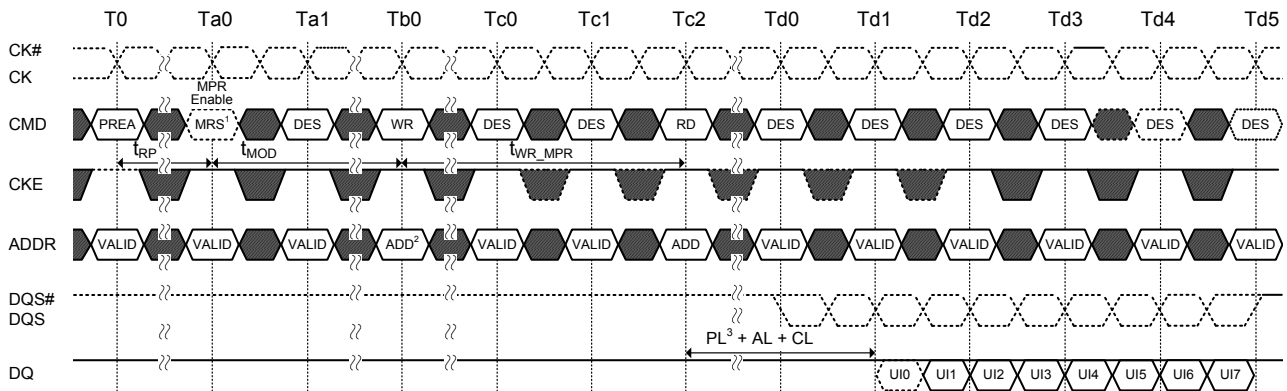 T0 Ta0 Ta1 Tb0 Tc0 Tc1 Tc2 Td0 Td1 Td2 Td3 Td4 Td5
CK#
CK
MPR
Enable
CMD PREA MRS¹ DES WR DES DES RD DES DES DES DES DES DES
tRP tMOD tWR_MPR
CKE
ADDR VALID VALID VALID ADD² VALID VALID ADD VALID VALID VALID VALID VALID VALID
DQS#
DQS
PL³ + AL + CL
DQ UI0 UI1 UI2 UI3 UI4 UI5 UI6 UI7